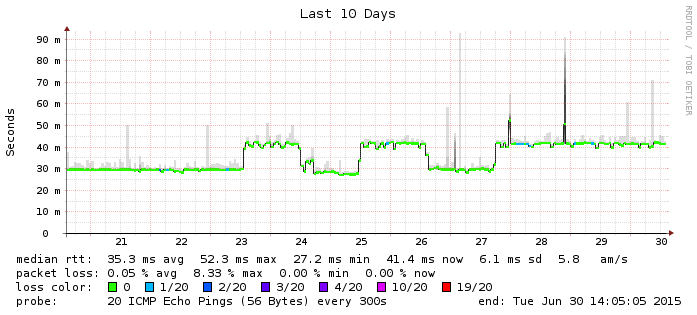 Last 10 Days
RRDTOOL / TOBI OETIKER
Seconds
90 m
80 m
70 m
60 m
50 m
40 m
30 m
20 m
10 m
0
21 22 23 24 25 26 27 28 29 30
median rtt: 35.3 ms avg 52.3 ms max 27.2 ms min 41.4 ms now 6.1 ms sd 5.8 am/s
packet loss: 0.05 % avg 8.33 % max 0.00 % min 0.00 % now
loss color: 0 1/20 2/20 3/20 4/20 10/20 19/20
probe: 20 ICMP Echo Pings (56 Bytes) every 300s end: Tue Jun 30 14:05:05 2015